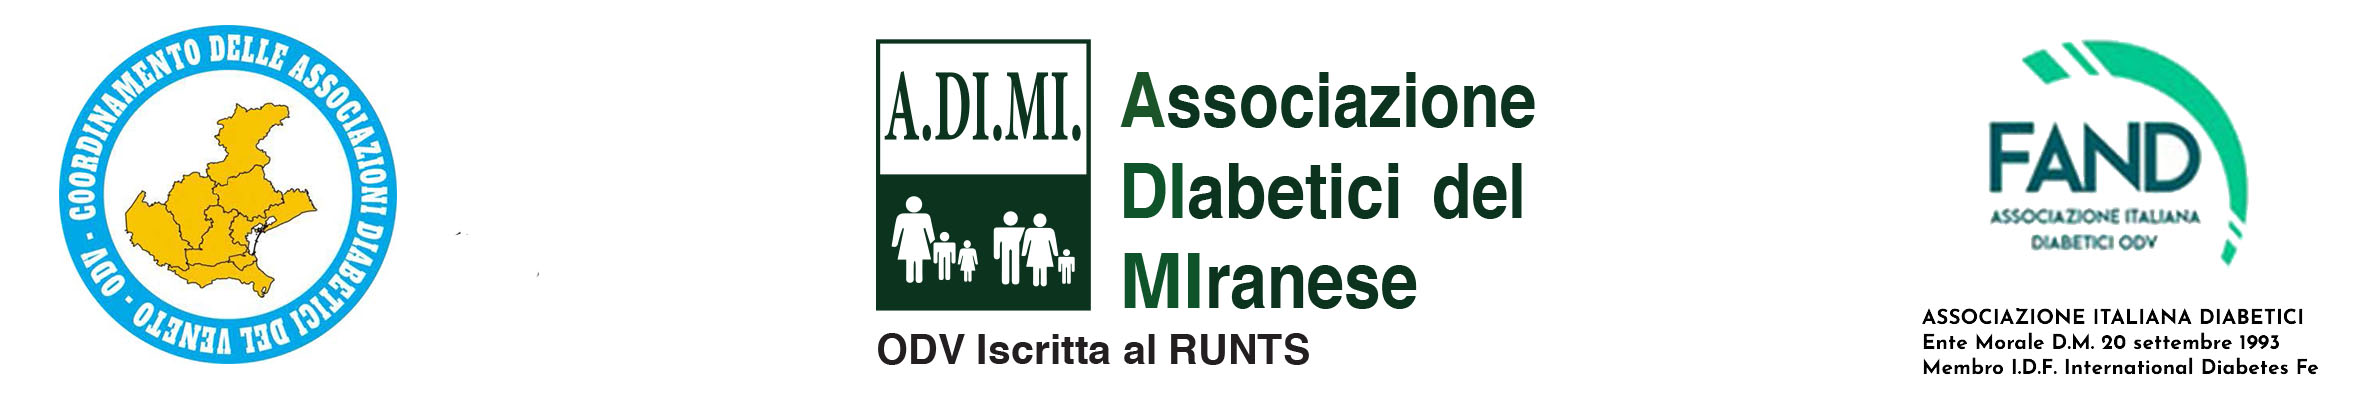 COORDINAMENTO DELLE ASSOCIAZIONI DIABETICI DEL VENETO - ODV -
A.DI.MI.
Associazione
DIabetici del
MIranese
ODV Iscritta al RUNTS
FAND
ASSOCIAZIONE ITALIANA
DIABETICI ODV
ASSOCIAZIONE ITALIANA DIABETICI
Ente Morale D.M. 20 settembre 1993
Membro I.D.F. International Diabetes Fe